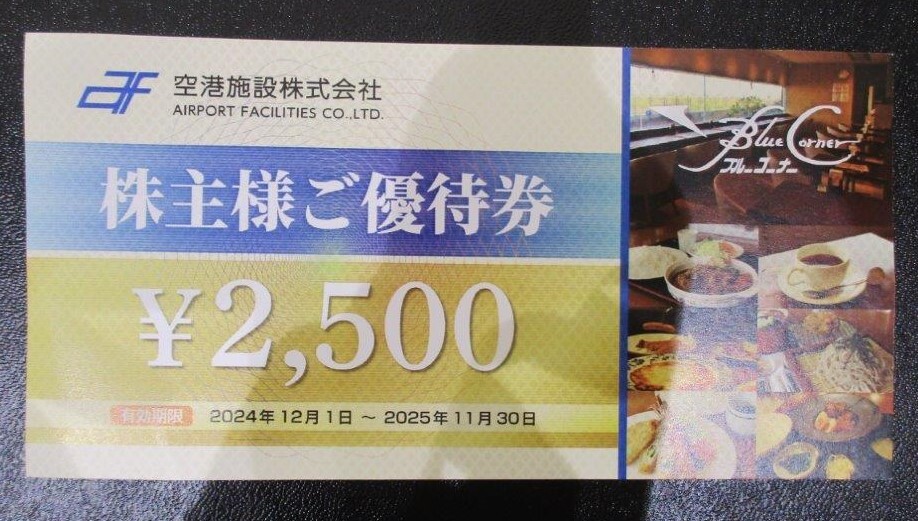 AF 空港施設株式会社
AIRPORT FACILITIES CO.,LTD.
株主様ご優待券
¥2,500
有効期限 2024年12月1日 ～ 2025年11月30日
Blue Corner
ブルーコーナー